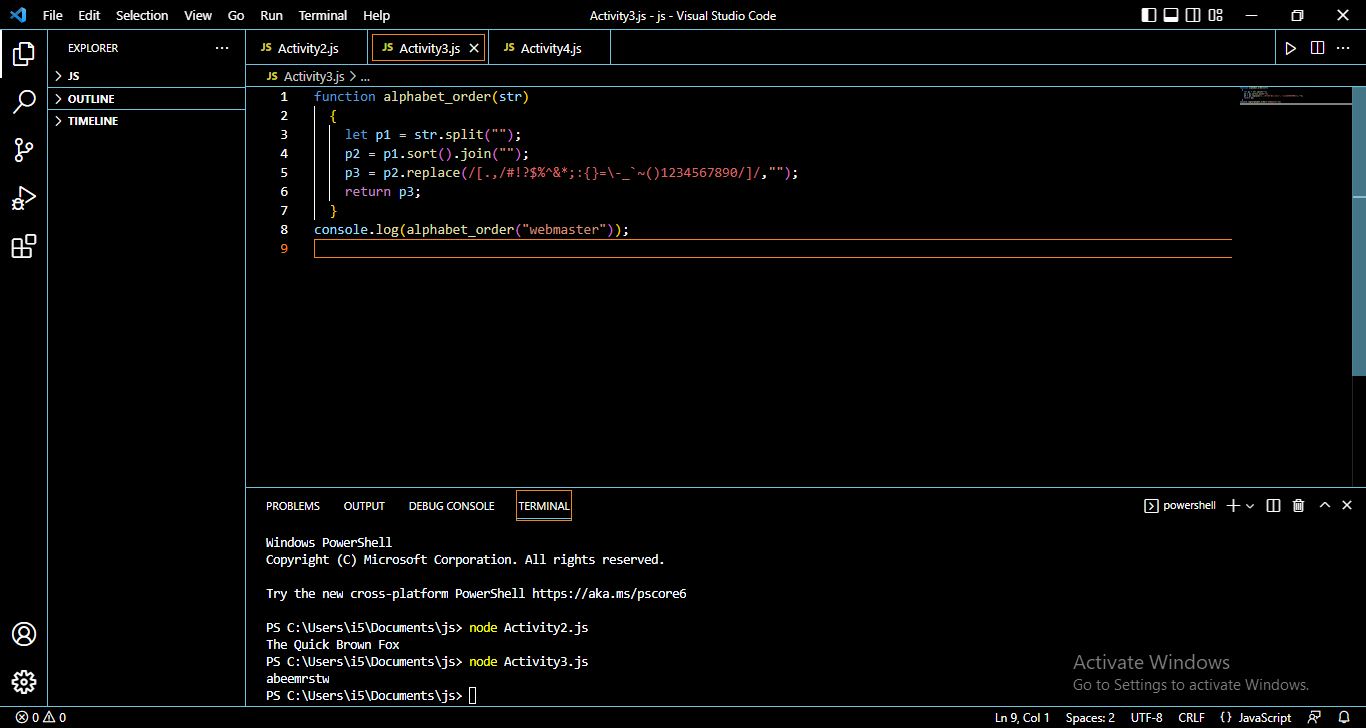 File Edit Selection View Go Run Terminal Help Activity3.js - js - Visual Studio Code
EXPLORER ...
JS
OUTLINE
TIMELINE
JS Activity2.js JS Activity3.js JS Activity4.js
JS Activity3.js > ...
1 function alphabet_order(str)
2 {
3 let p1 = str.split("");
4 p2 = p1.sort().join("");
5 p3 = p2.replace(/[.,/#!?$%^&*;:{}=\-_`~()1234567890/]/,"");
6 return p3;
7 }
8 console.log(alphabet_order("webmaster"));
9
PROBLEMS OUTPUT DEBUG CONSOLE TERMINAL powershell
Windows PowerShell
Copyright (C) Microsoft Corporation. All rights reserved.
Try the new cross-platform PowerShell https://aka.ms/pscore6
PS C:\Users\i5\Documents\js> node Activity2.js
The Quick Brown Fox
PS C:\Users\i5\Documents\js> node Activity3.js
abeemrstw
PS C:\Users\i5\Documents\js>
Activate Windows
Go to Settings to activate Windows.
0 0 Ln 9, Col 1 Spaces: 2 UTF-8 CRLF {} JavaScript